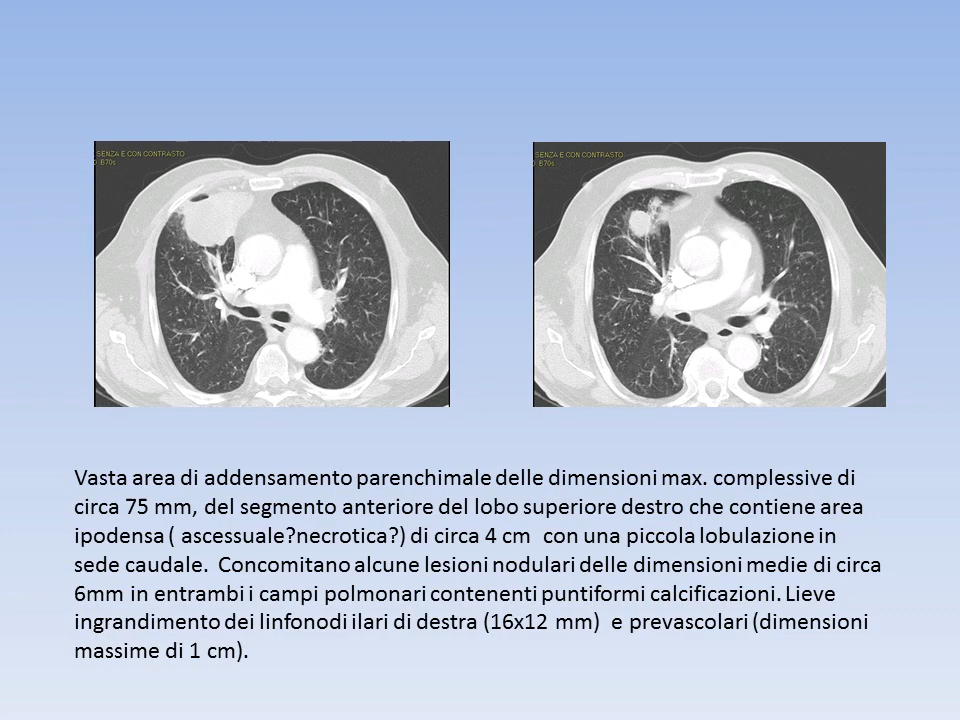 SENZA E CON CONTRASTO
B70s
SENZA E CON CONTRASTO
B70s
Vasta area di addensamento parenchimale delle dimensioni max. complessive di
circa 75 mm, del segmento anteriore del lobo superiore destro che contiene area
ipodensa ( ascessuale?necrotica?) di circa 4 cm con una piccola lobulazione in
sede caudale. Concomitano alcune lesioni nodulari delle dimensioni medie di circa
6mm in entrambi i campi polmonari contenenti puntiformi calcificazioni. Lieve
ingrandimento dei linfonodi ilari di destra (16x12 mm) e prevascolari (dimensioni
massime di 1 cm).